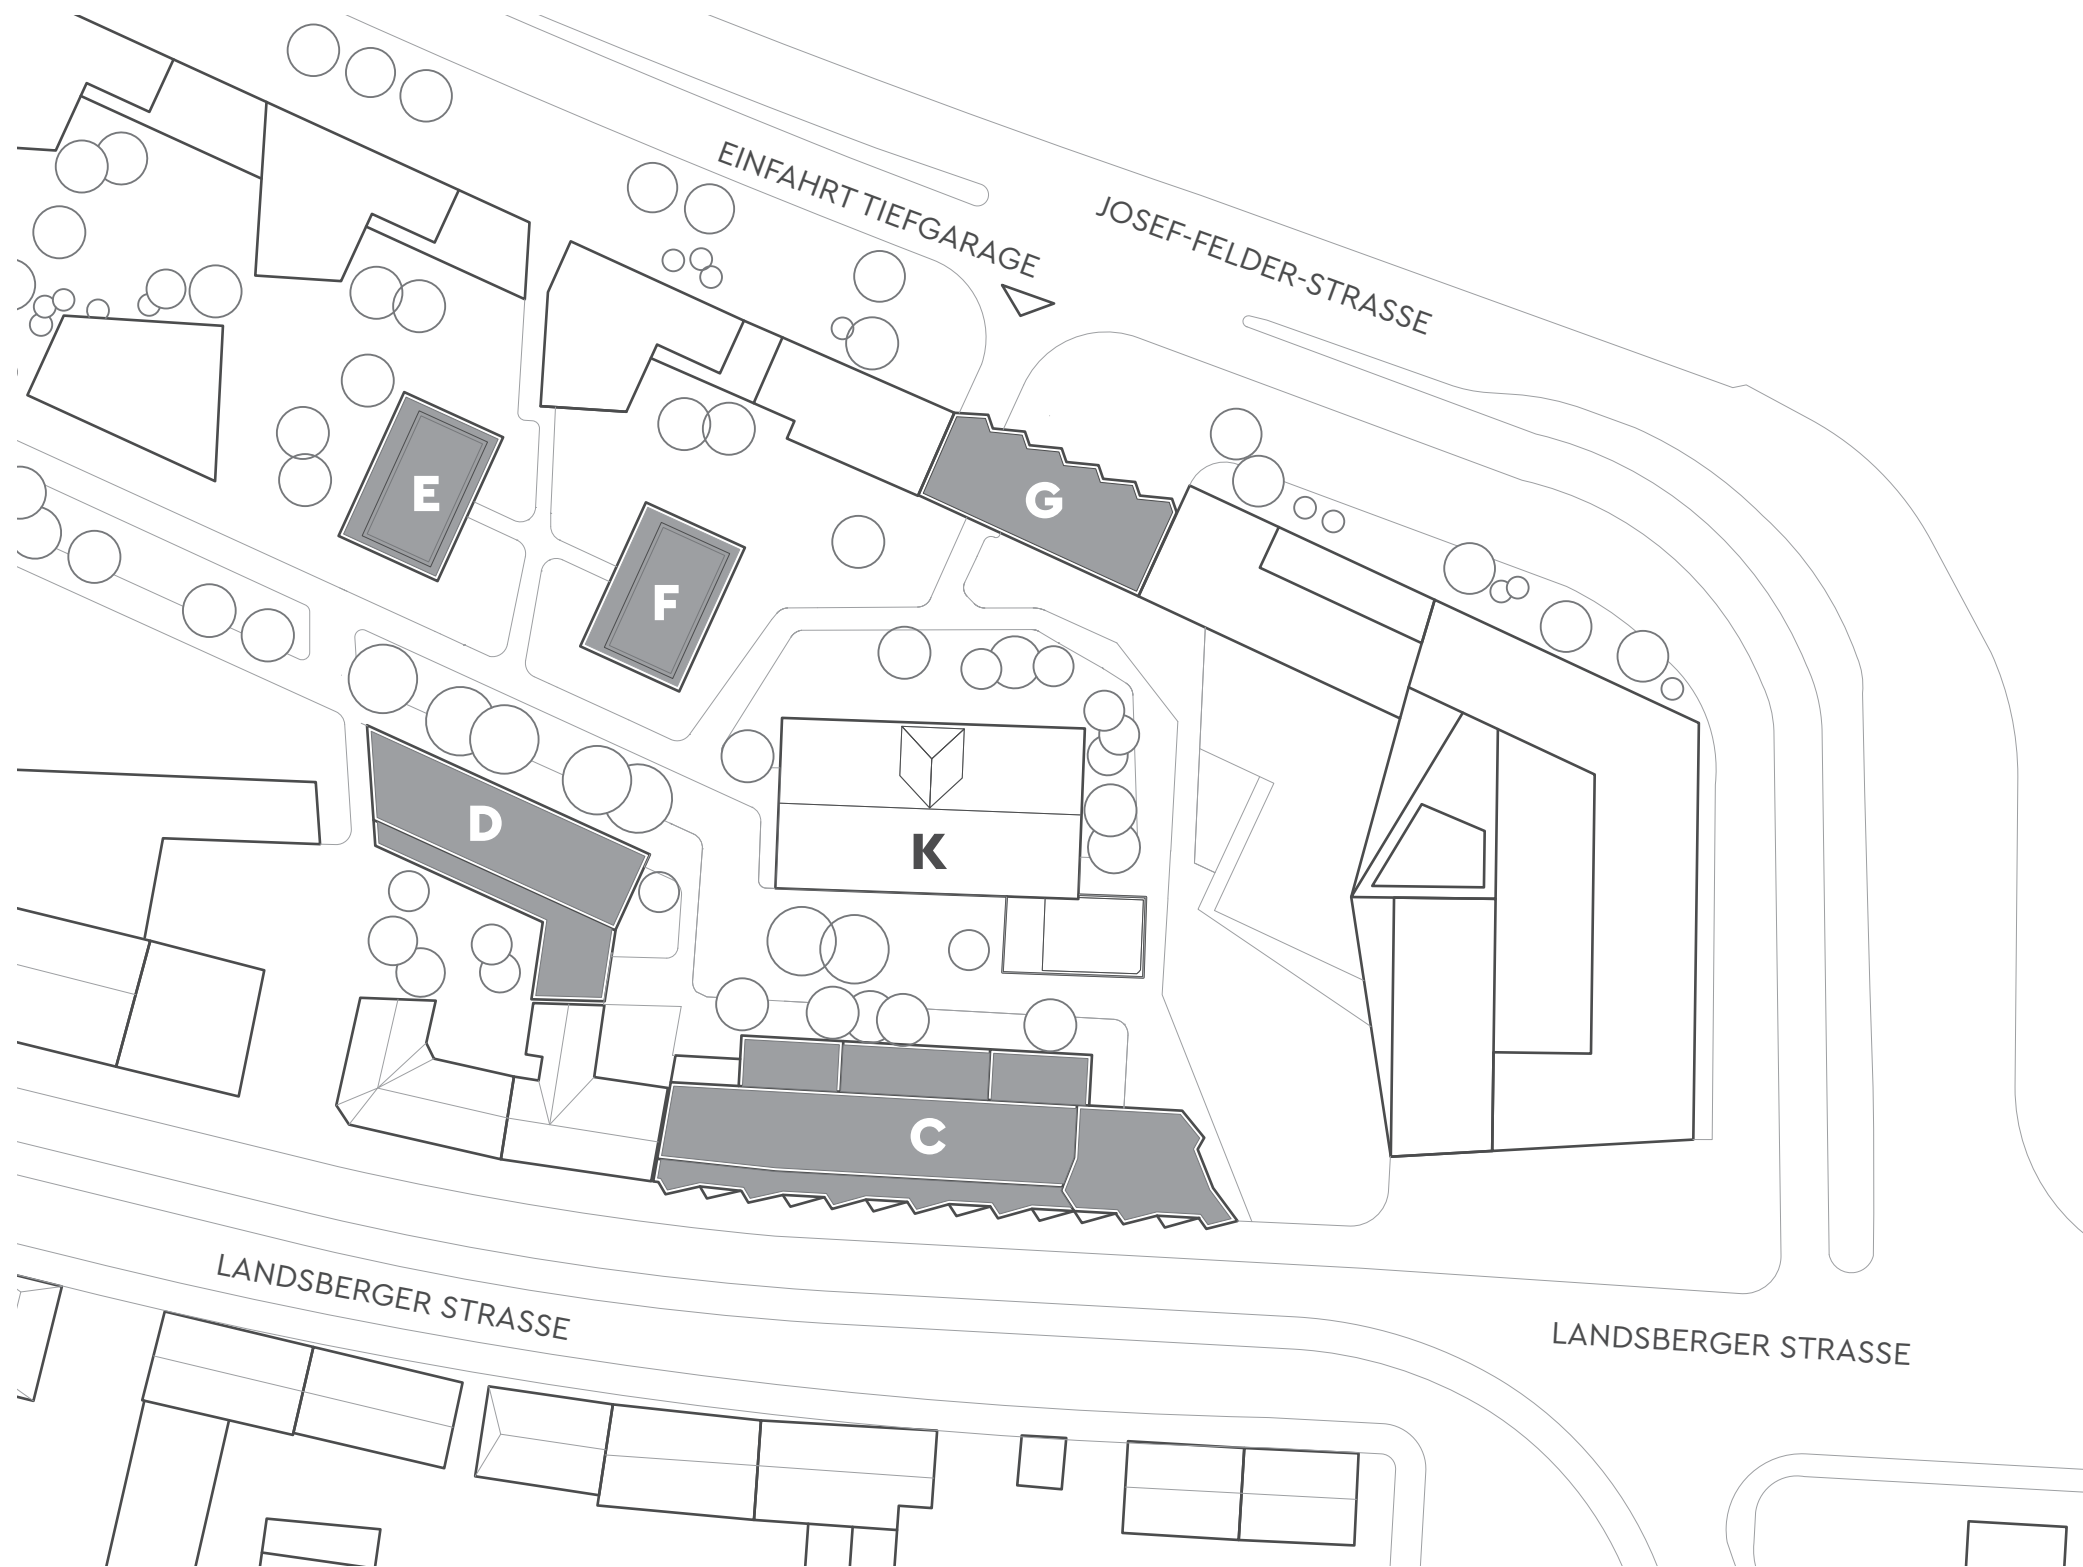 EINFAHRT TIEFGARAGE
JOSEF-FELDER-STRASSE
E
G
F
D
K
C
LANDSBERGER STRASSE
LANDSBERGER STRASSE